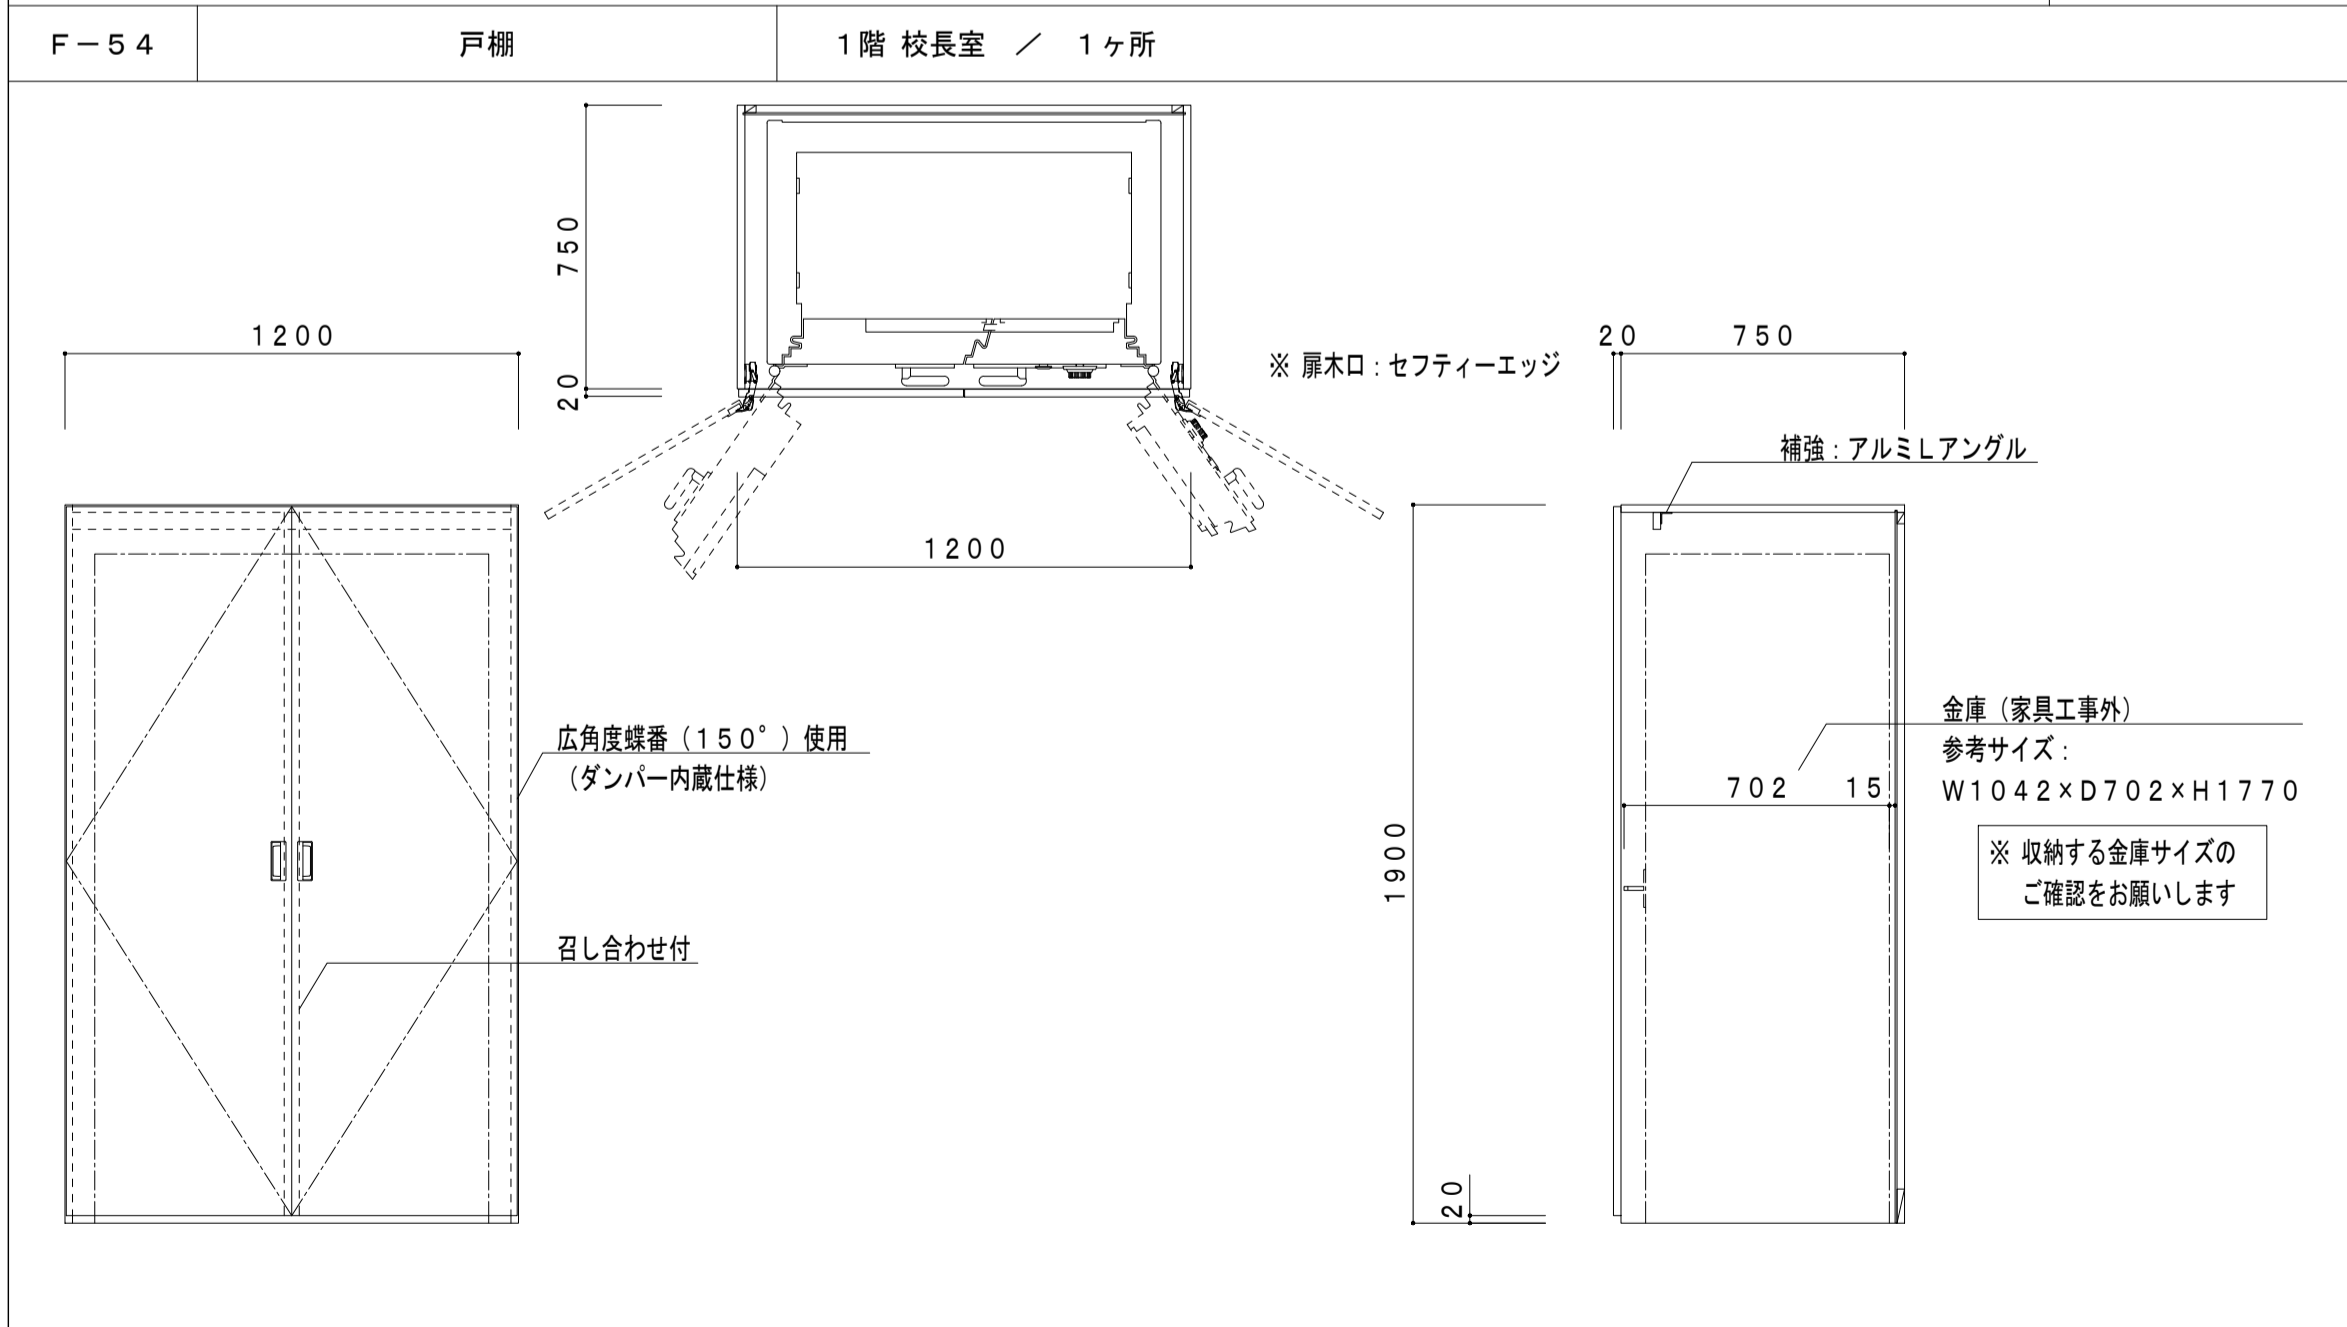 F－54 戸棚 1階 校長室 ／ 1ヶ所
750
20
1200
1200
※ 扉木口：セフティーエッジ
20 750
補強：アルミLアングル
広角度蝶番（150°）使用
（ダンパー内蔵仕様）
召し合わせ付
1900
20
702 15
金庫（家具工事外）
参考サイズ：
W1042×D702×H1770
※ 収納する金庫サイズの
ご確認をお願いします